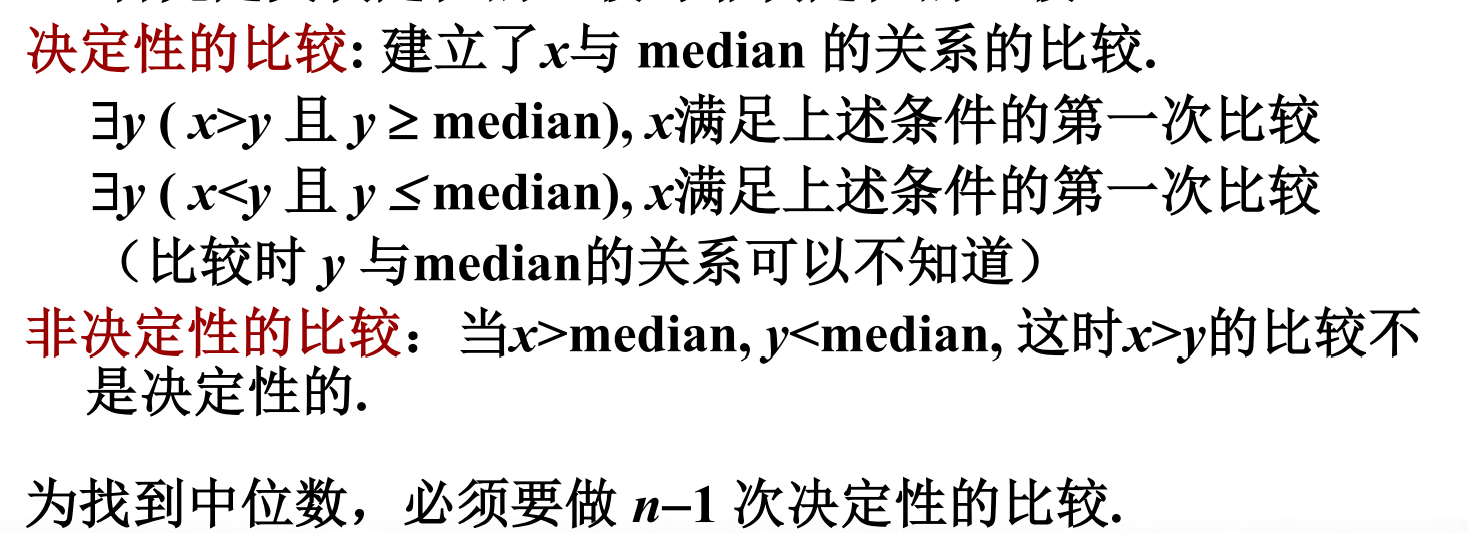 决定性的比较: 建立了x与 median 的关系的比较.
∃y ( x>y 且 y ≥ median), x满足上述条件的第一次比较
∃y ( x<y 且 y ≤median), x满足上述条件的第一次比较
（比较时 y 与median的关系可以不知道）
非决定性的比较：当x>median, y<median, 这时x>y的比较不
是决定性的.
为找到中位数，必须要做 n−1 次决定性的比较.